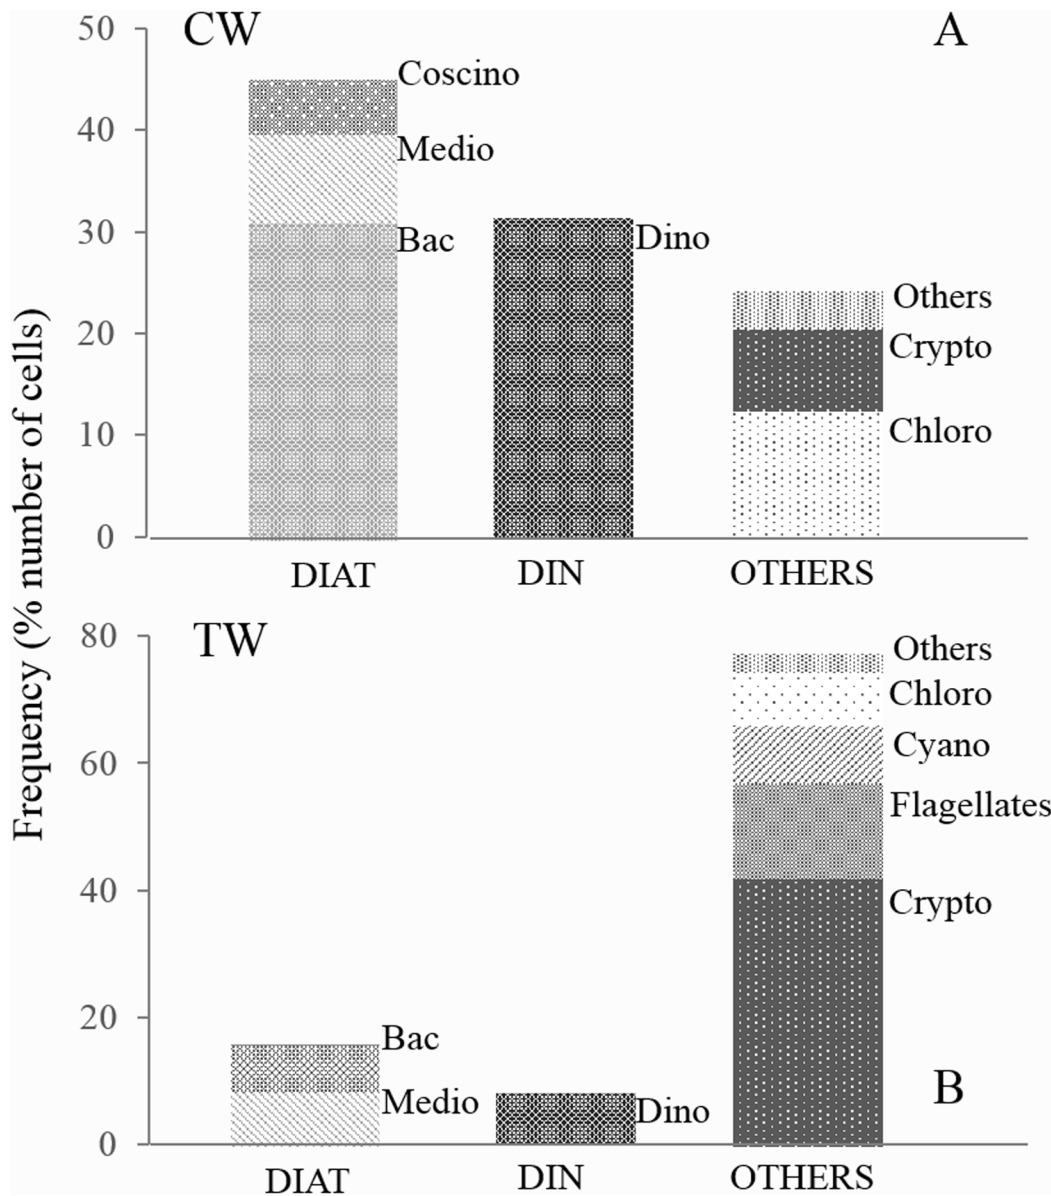 50
CW
A
Coscino
40
Medio
30
Bac
Dino
Others
20
Crypto
10
Chloro
0
DIAT
DIN
OTHERS
Frequency (% number of cells)
80
TW
Others
Chloro
60
Cyano
Flagellates
40
Crypto
20
Bac
B
Medio
Dino
0
DIAT
DIN
OTHERS